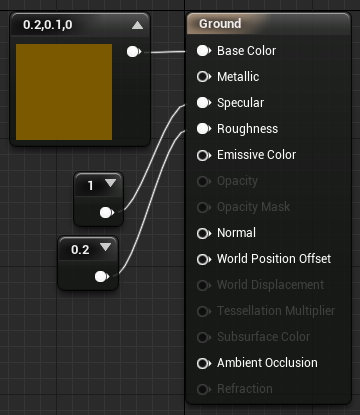 0.2,0.1,0
Ground
Base Color
Metallic
Specular
Roughness
Emissive Color
Opacity
Opacity Mask
Normal
World Position Offset
World Displacement
Tessellation Multiplier
Subsurface Color
Ambient Occlusion
Refraction
1
0.2